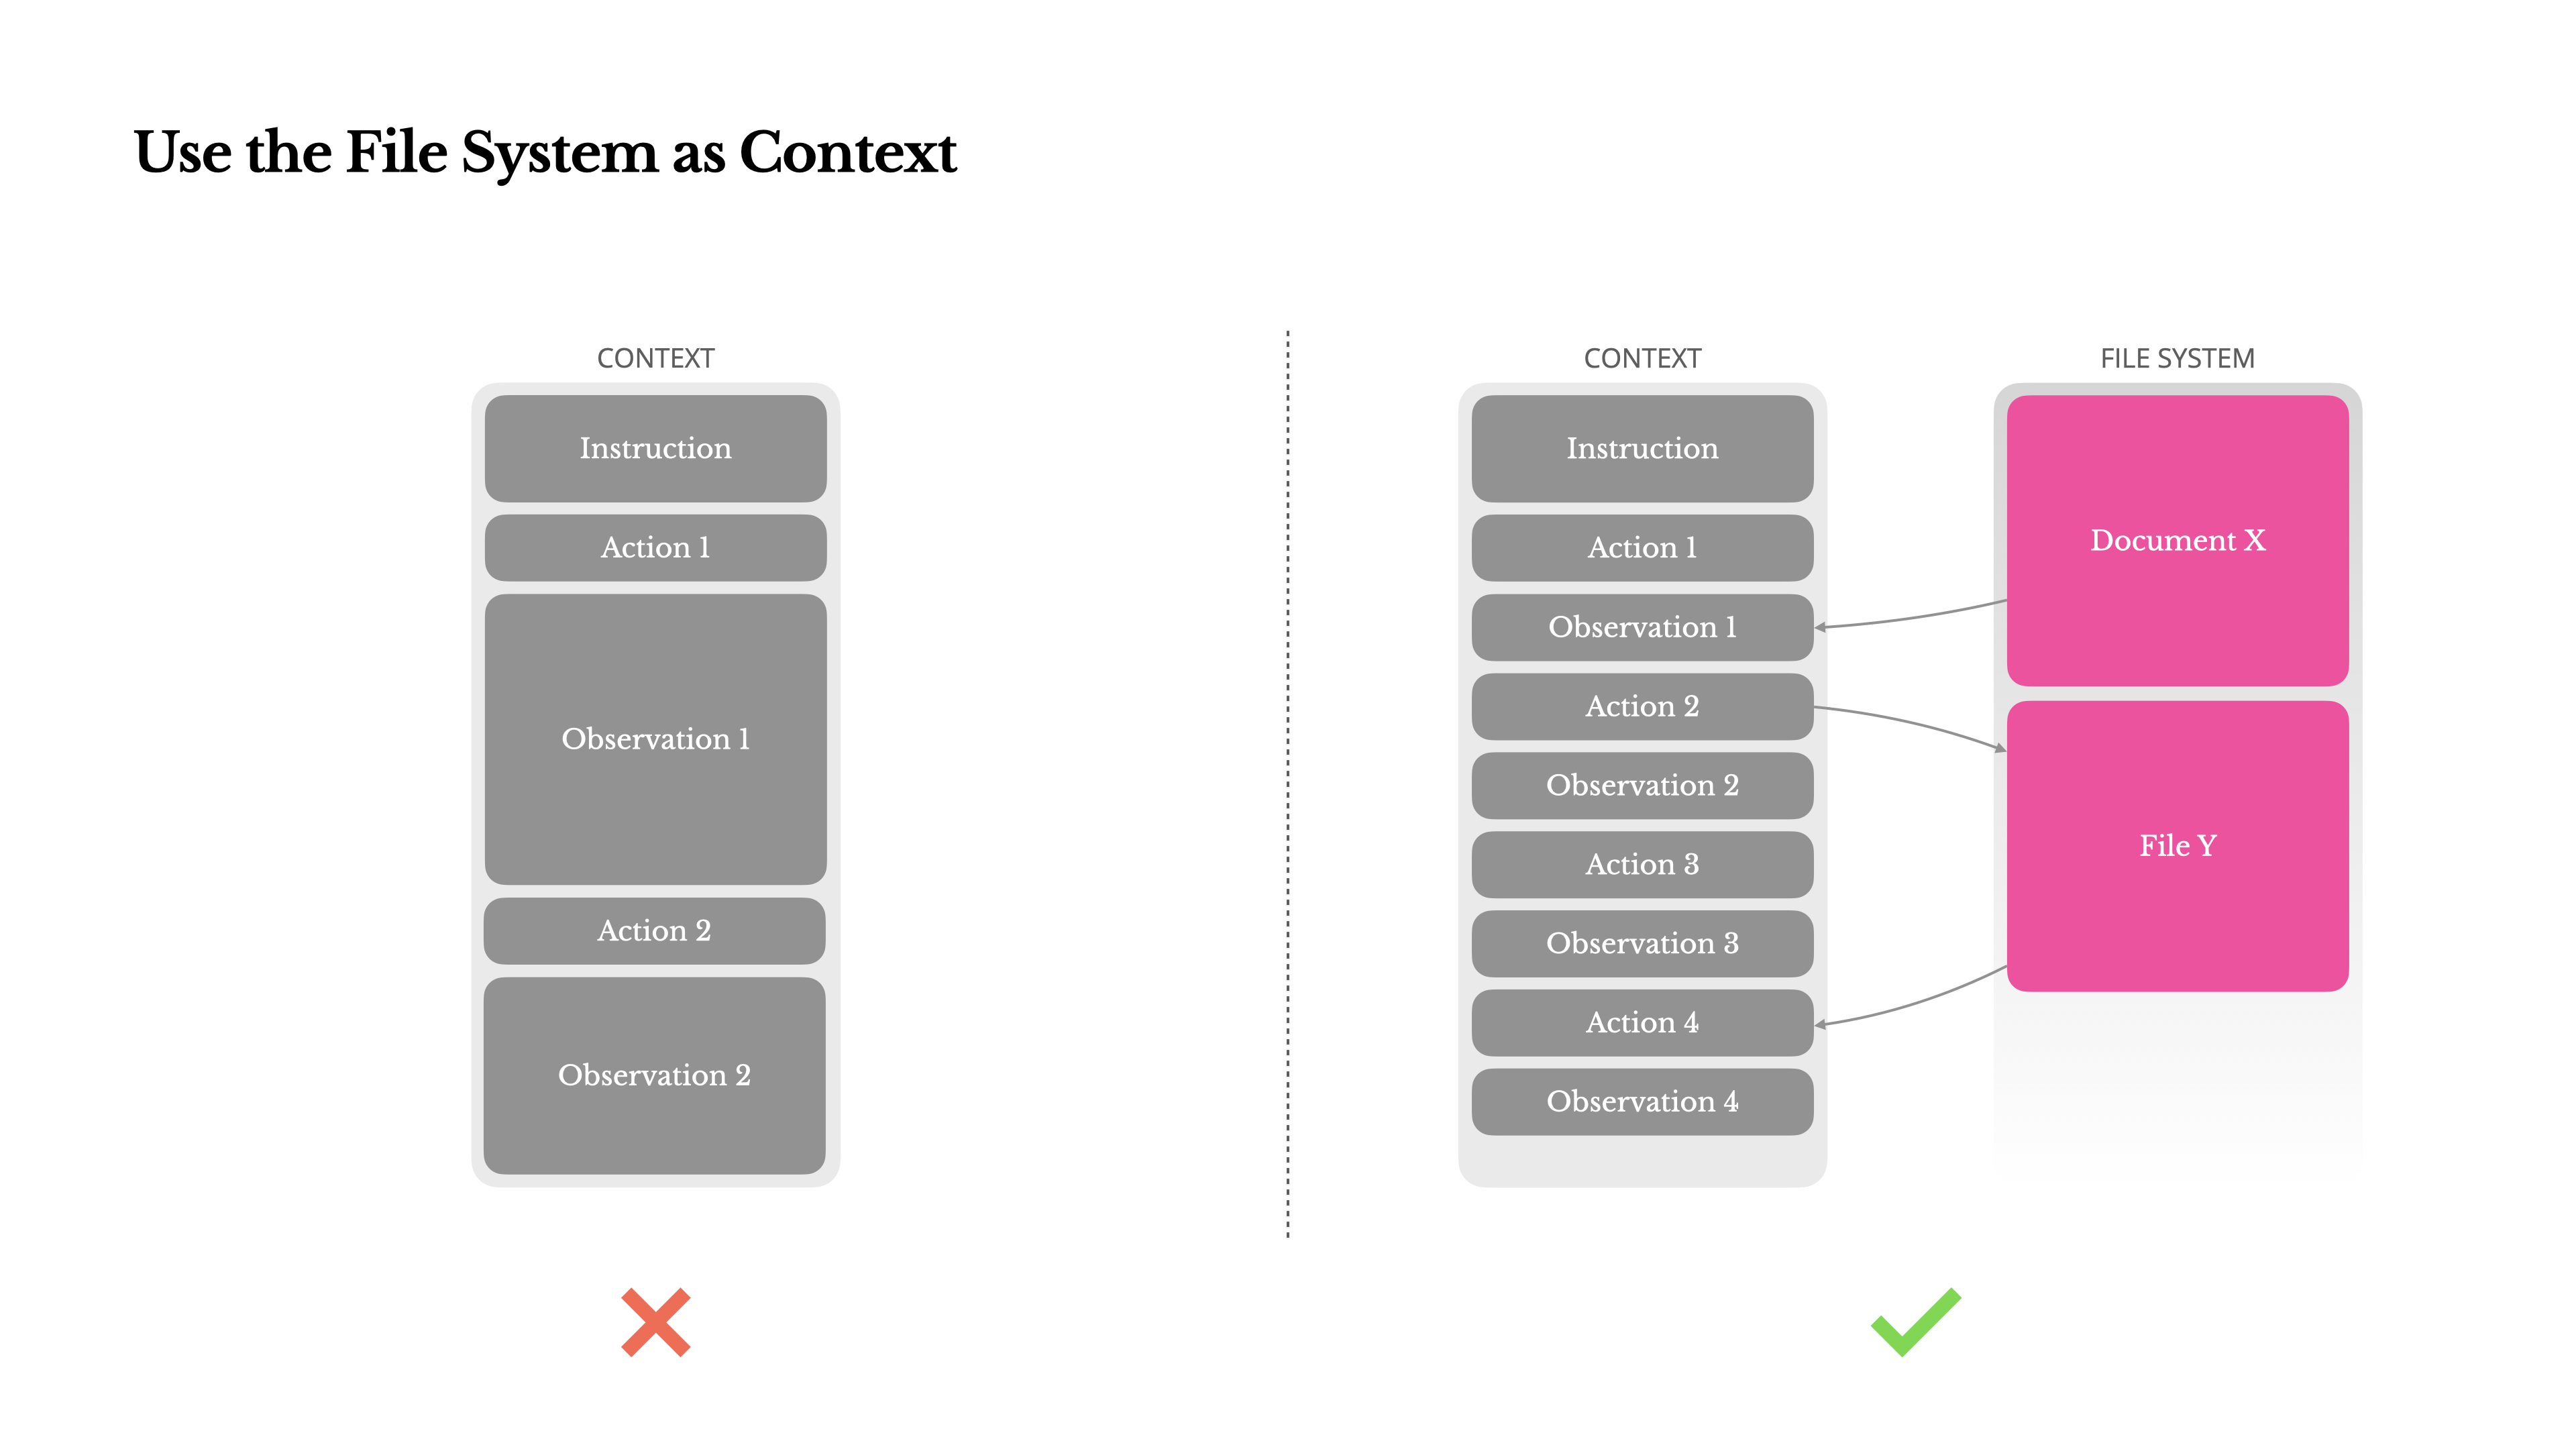 Use the File System as Context
CONTEXT
Instruction
Action 1
Observation 1
Action 2
Observation 2
CONTEXT
Instruction
Action 1
Observation 1
Action 2
Observation 2
Action 3
Observation 3
Action 4
Observation 4
FILE SYSTEM
Document X
File Y